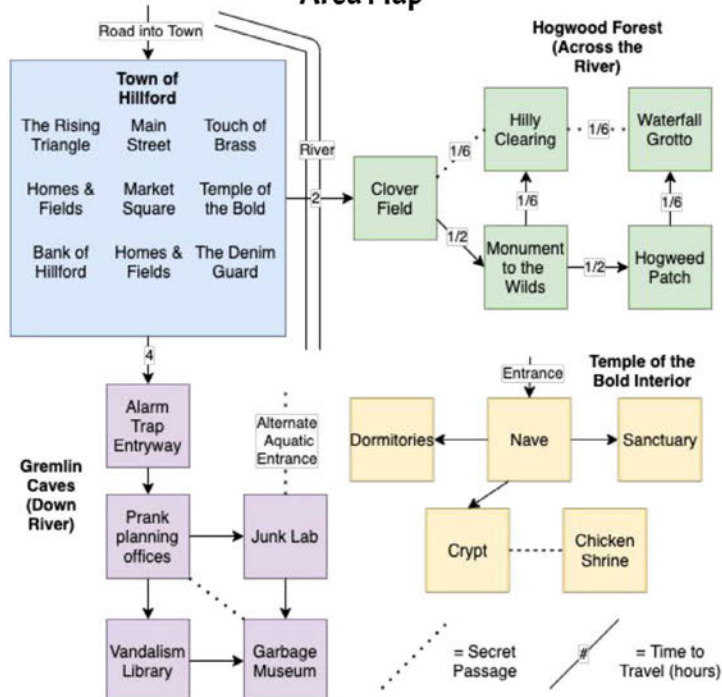 Area Map
Road into Town
Town of
Hillford
The Rising
Triangle
Main
Street
Touch of
Brass
Homes &
Fields
Market
Square
Temple of
the Bold
Bank of
Hillford
Homes &
Fields
The Denim
Guard
River
2
Hogwood Forest
(Across the
River)
Clover
Field
1/6
Hilly
Clearing
1/6
Waterfall
Grotto
1/2
1/6
1/6
Monument
to the
Wilds
1/2
Hogweed
Patch
4
Alarm
Trap
Entryway
Alternate
Aquatic
Entrance
Gremlin
Caves
(Down
River)
Prank
planning
offices
Junk Lab
Vandalism
Library
Garbage
Museum
Entrance
Temple of the
Bold Interior
Dormitories
Nave
Sanctuary
Crypt
Chicken
Shrine
= Secret
Passage
#
= Time to
Travel (hours)